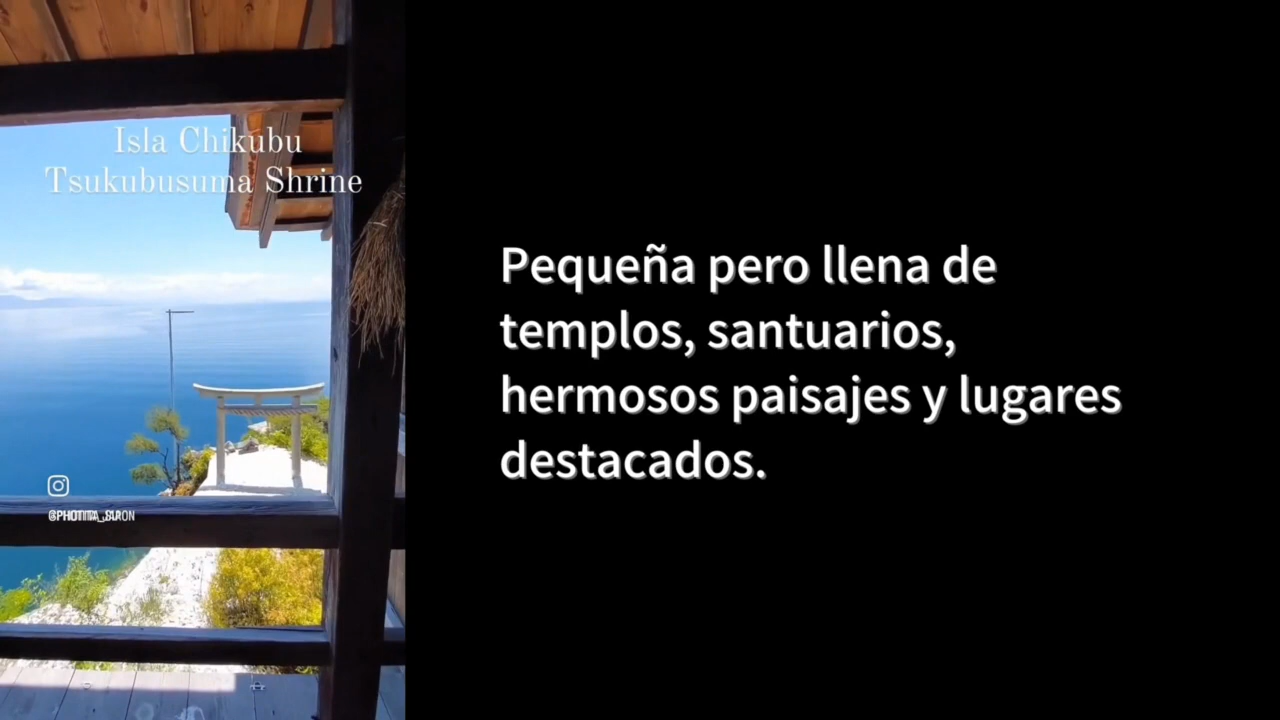 Isla Chikubu
Tsukubusuma Shrine
Pequeña pero llena de
templos, santuarios,
hermosos paisajes y lugares
destacados.